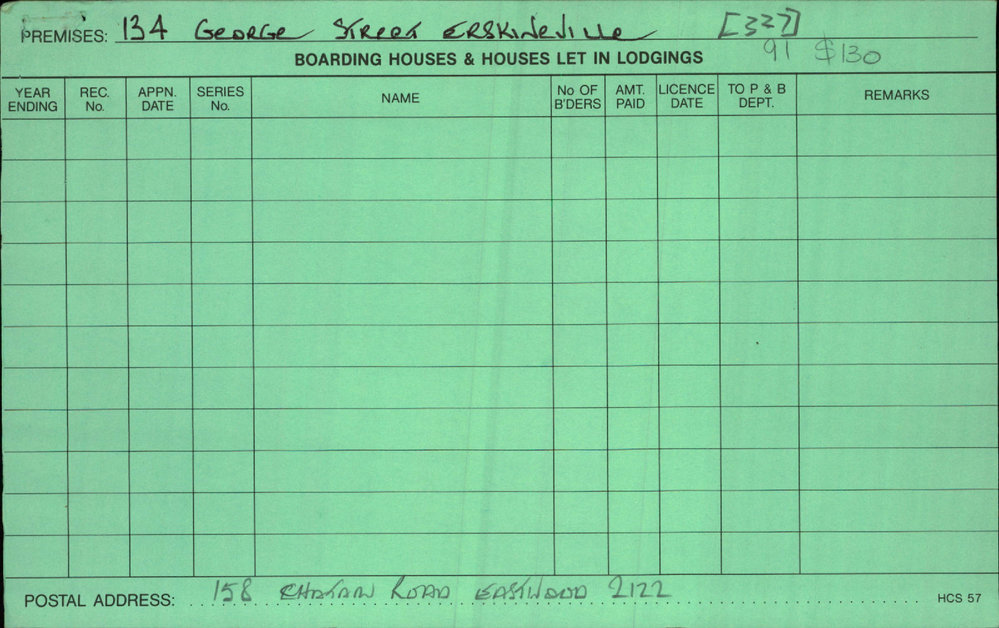 PREMISES: 134 George Street Erskineville [337]
91 $130
BOARDING HOUSES & HOUSES LET IN LODGINGS
YEAR ENDING REC. No. APPN. DATE SERIES No. NAME No OF B'DERS AMT. PAID LICENCE DATE TO P & B DEPT. REMARKS
POSTAL ADDRESS: 158 Road Eastwood 2122 HCS 57